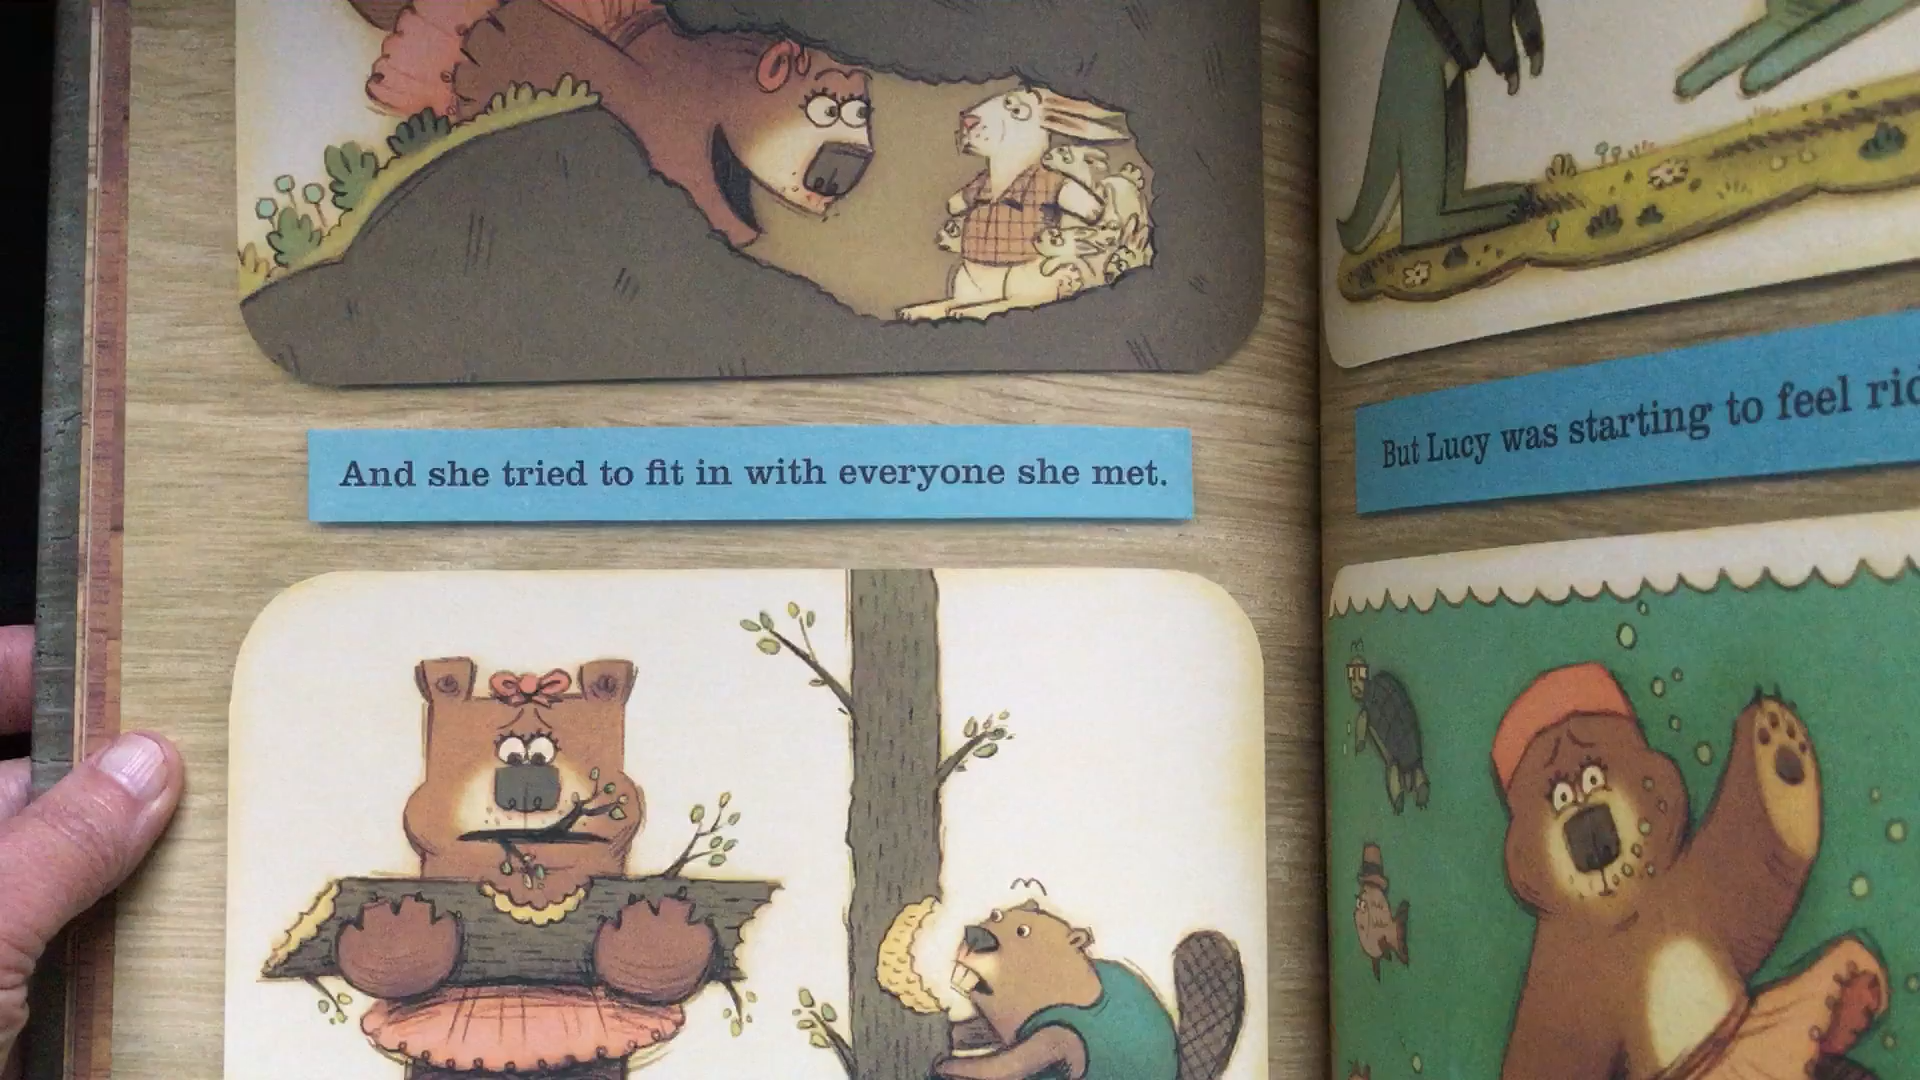 And she tried to fit in with everyone she met.
But Lucy was starting to feel